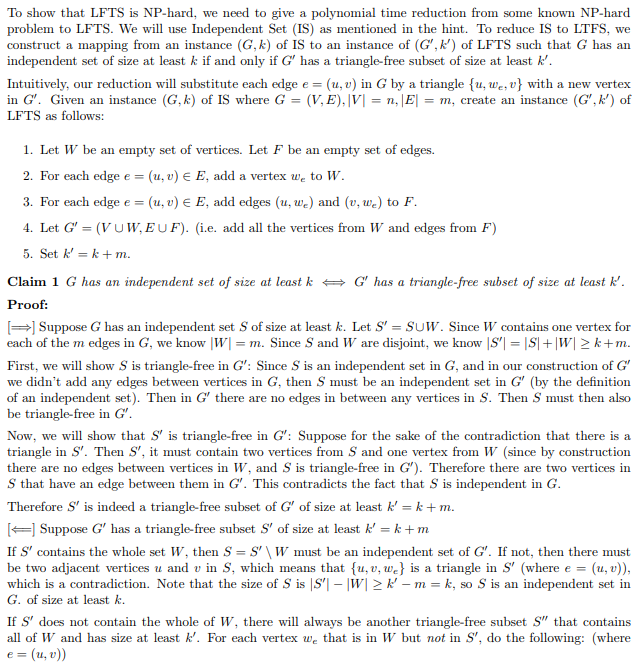 To show that LFTS is NP-hard, we need to give a polynomial time reduction from some known NP-hard
problem to LFTS. We will use Independent Set (IS) as mentioned in the hint. To reduce IS to LTFS, we
construct a mapping from an instance (G, k) of IS to an instance of (G′, k′) of LFTS such that G has an
independent set of size at least k if and only if G′ has a triangle-free subset of size at least k′.
Intuitively, our reduction will substitute each edge e = (u, v) in G by a triangle {u, wₑ, v} with a new vertex
in G′. Given an instance (G, k) of IS where G = (V, E), |V| = n, |E| = m, create an instance (G′, k′) of
LFTS as follows:
1. Let W be an empty set of vertices. Let F be an empty set of edges.
2. For each edge e = (u, v) ∈ E, add a vertex wₑ to W.
3. For each edge e = (u, v) ∈ E, add edges (u, wₑ) and (v, wₑ) to F.
4. Let G′ = (V ∪ W, E ∪ F). (i.e. add all the vertices from W and edges from F)
5. Set k′ = k + m.
Claim 1 G has an independent set of size at least k ⟺ G′ has a triangle-free subset of size at least k′.
Proof:
[⟹] Suppose G has an independent set S of size at least k. Let S′ = S∪W. Since W contains one vertex for
each of the m edges in G, we know |W| = m. Since S and W are disjoint, we know |S′| = |S| + |W| ≥ k + m.
First, we will show S is triangle-free in G′: Since S is an independent set in G, and in our construction of G′
we didn't add any edges between vertices in G, then S must be an independent set in G′ (by the definition
of an independent set). Then in G′ there are no edges in between any vertices in S. Then S must then also
be triangle-free in G′.
Now, we will show that S′ is triangle-free in G′: Suppose for the sake of the contradiction that there is a
triangle in S′. Then S′, it must contain two vertices from S and one vertex from W (since by construction
there are no edges between vertices in W, and S is triangle-free in G′). Therefore there are two vertices in
S that have an edge between them in G′. This contradicts the fact that S is independent in G.
Therefore S′ is indeed a triangle-free subset of G′ of size at least k′ = k + m.
[⟸] Suppose G′ has a triangle-free subset S′ of size at least k′ = k + m
If S′ contains the whole set W, then S = S′ \ W must be an independent set of G′. If not, then there must
be two adjacent vertices u and v in S, which means that {u, v, wₑ} is a triangle in S′ (where e = (u, v)),
which is a contradiction. Note that the size of S is |S′| − |W| ≥ k′ − m = k, so S is an independent set in
G. of size at least k.
If S′ does not contain the whole of W, there will always be another triangle-free subset S″ that contains
all of W and has size at least k′. For each vertex wₑ that is in W but not in S′, do the following: (where
e = (u, v))